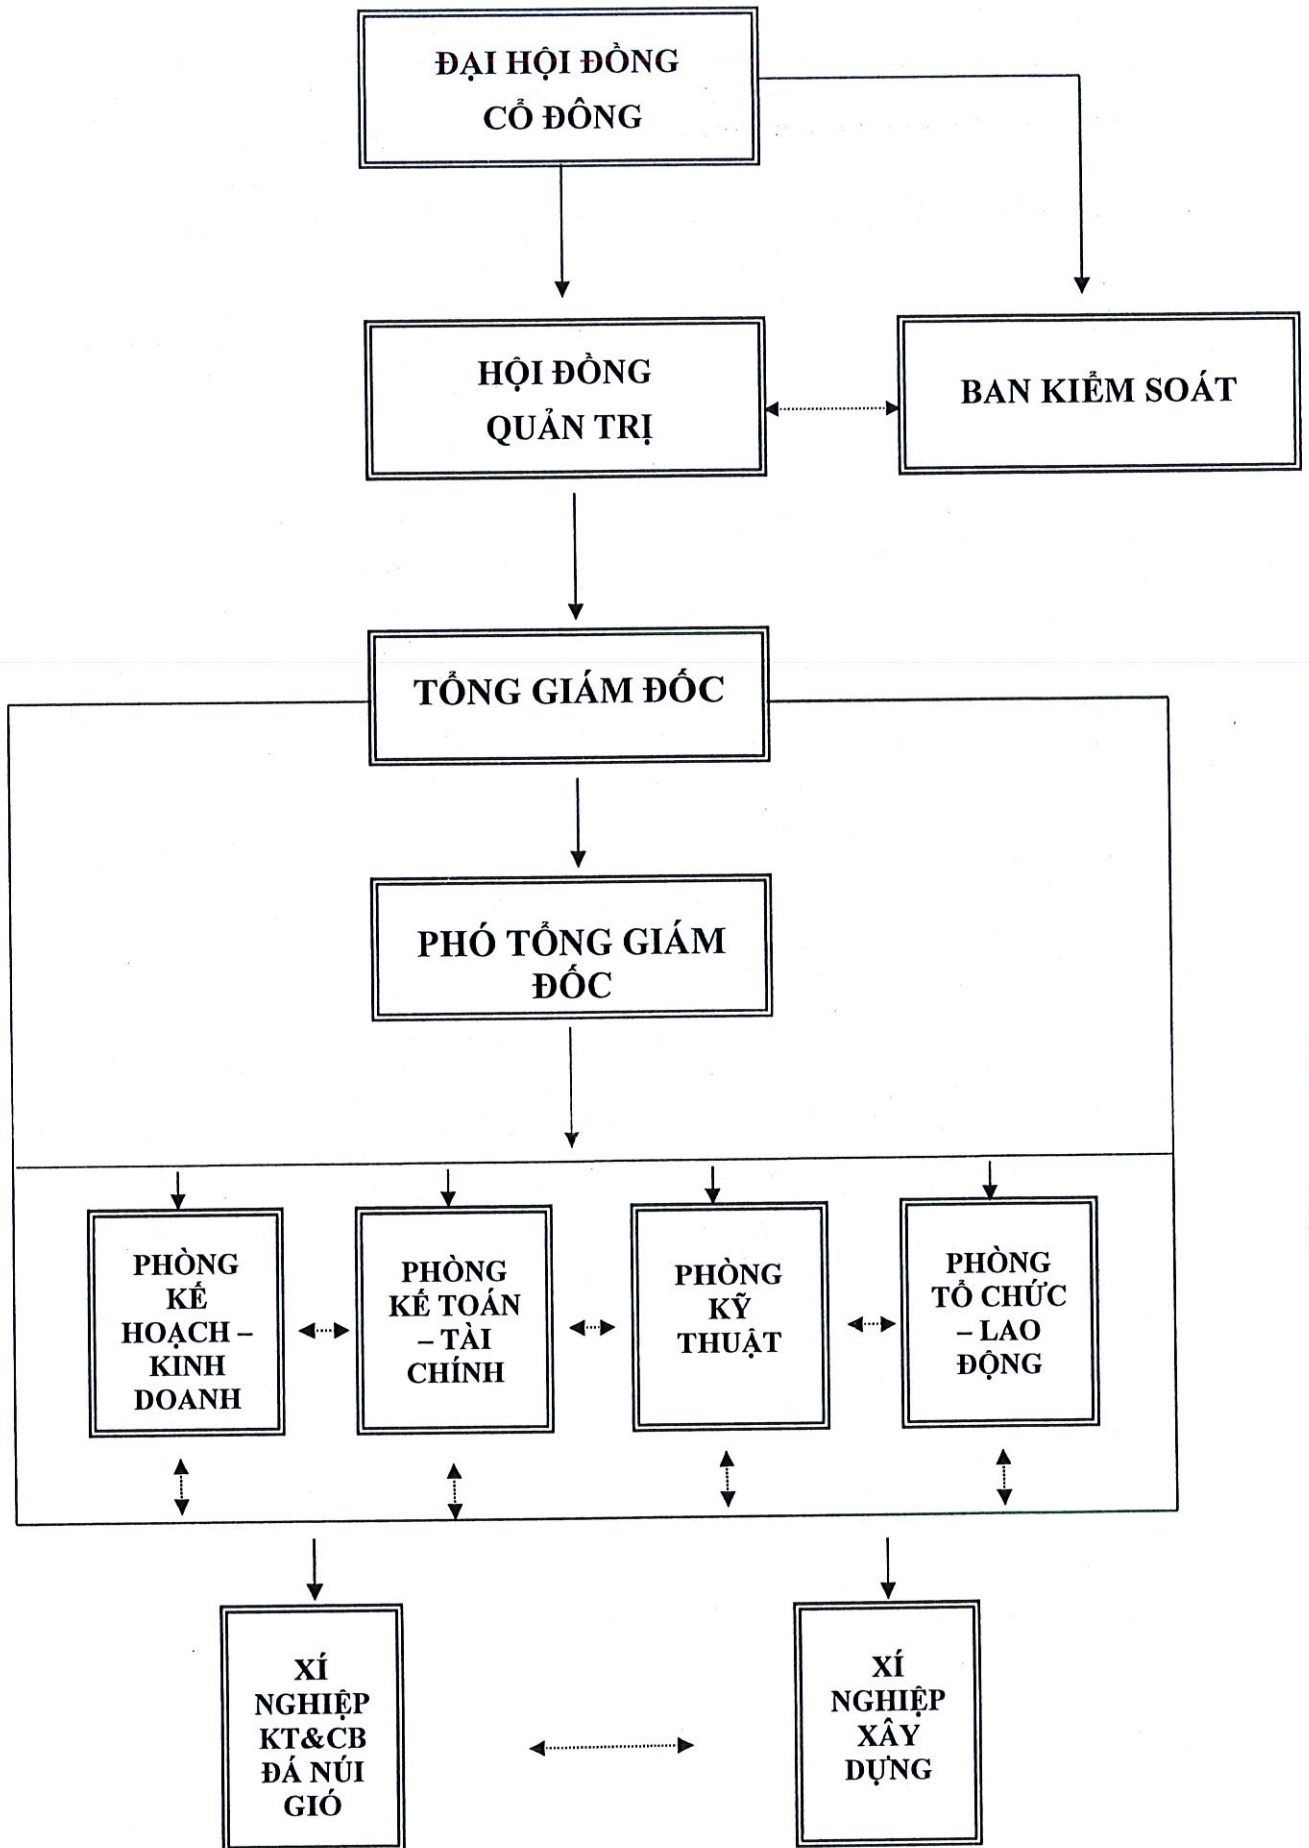 ĐẠI HỘI ĐỒNG
CỔ ĐÔNG
HỘI ĐỒNG
QUẢN TRỊ
BAN KIỂM SOÁT
TỔNG GIÁM ĐỐC
PHÓ TỔNG GIÁM
ĐỐC
PHÒNG
KẾ
HOẠCH –
KINH
DOANH
PHÒNG
KẾ TOÁN
– TÀI
CHÍNH
PHÒNG
KỸ
THUẬT
PHÒNG
TỔ CHỨC
– LAO
ĐỘNG
XÍ
NGHIỆP
KT&CB
ĐÁ NÚI
GIÓ
XÍ
NGHIỆP
XÂY
DỰNG